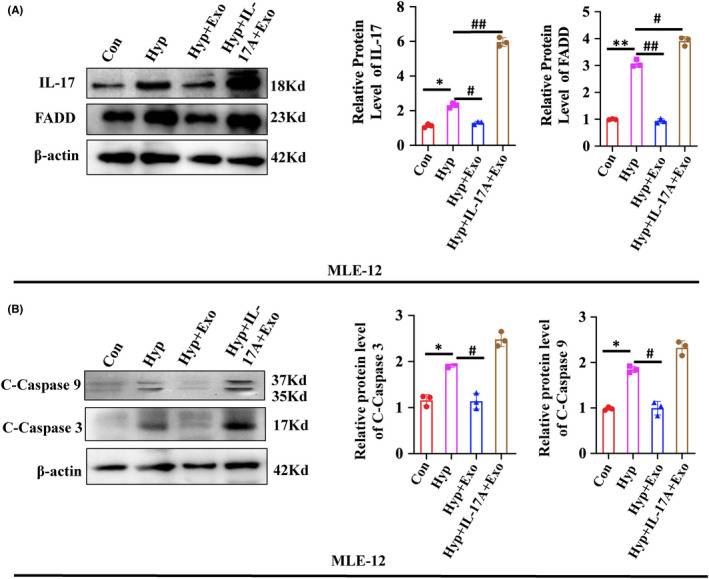 (A)
Con
Hyp
Hyp+Exo
Hyp+IL-
17A+Exo
IL-17
18Kd
FADD
23Kd
β-actin
42Kd
Relative Protein
Level of IL-17
8
6
4
2
0
*
#
##
Con
Hyp
Hyp+Exo
Hyp+IL-17A+Exo
Relative Protein
Level of FADD
5
4
3
2
1
0
**
##
#
Con
Hyp
Hyp+Exo
Hyp+IL-17A+Exo
MLE-12
(B)
Con
Hyp
Hyp+Exo
Hyp+IL-
17A+Exo
C-Caspase 9
37Kd
35Kd
C-Caspase 3
17Kd
β-actin
42Kd
Relative protein level
of C-Caspase 3
3
2
1
0
*
#
Con
Hyp
Hyp+Exo
Hyp+IL-17A+Exo
Relative protein level
of C-Caspase 9
3
2
1
0
*
#
Con
Hyp
Hyp+Exo
Hyp+IL-17A+Exo
MLE-12